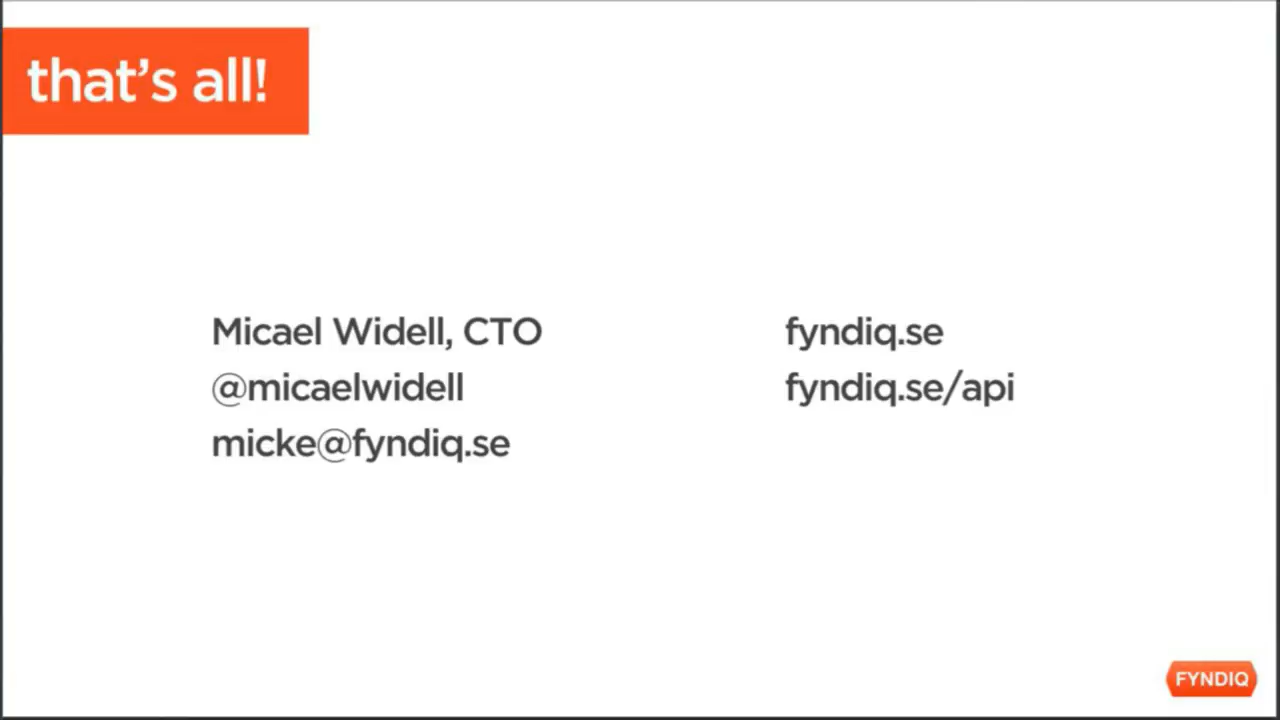 that's all!
Micael Widell, CTO
@micaelwidell
micke@fyndiq.se
fyndiq.se
fyndiq.se/api
FYNDIQ